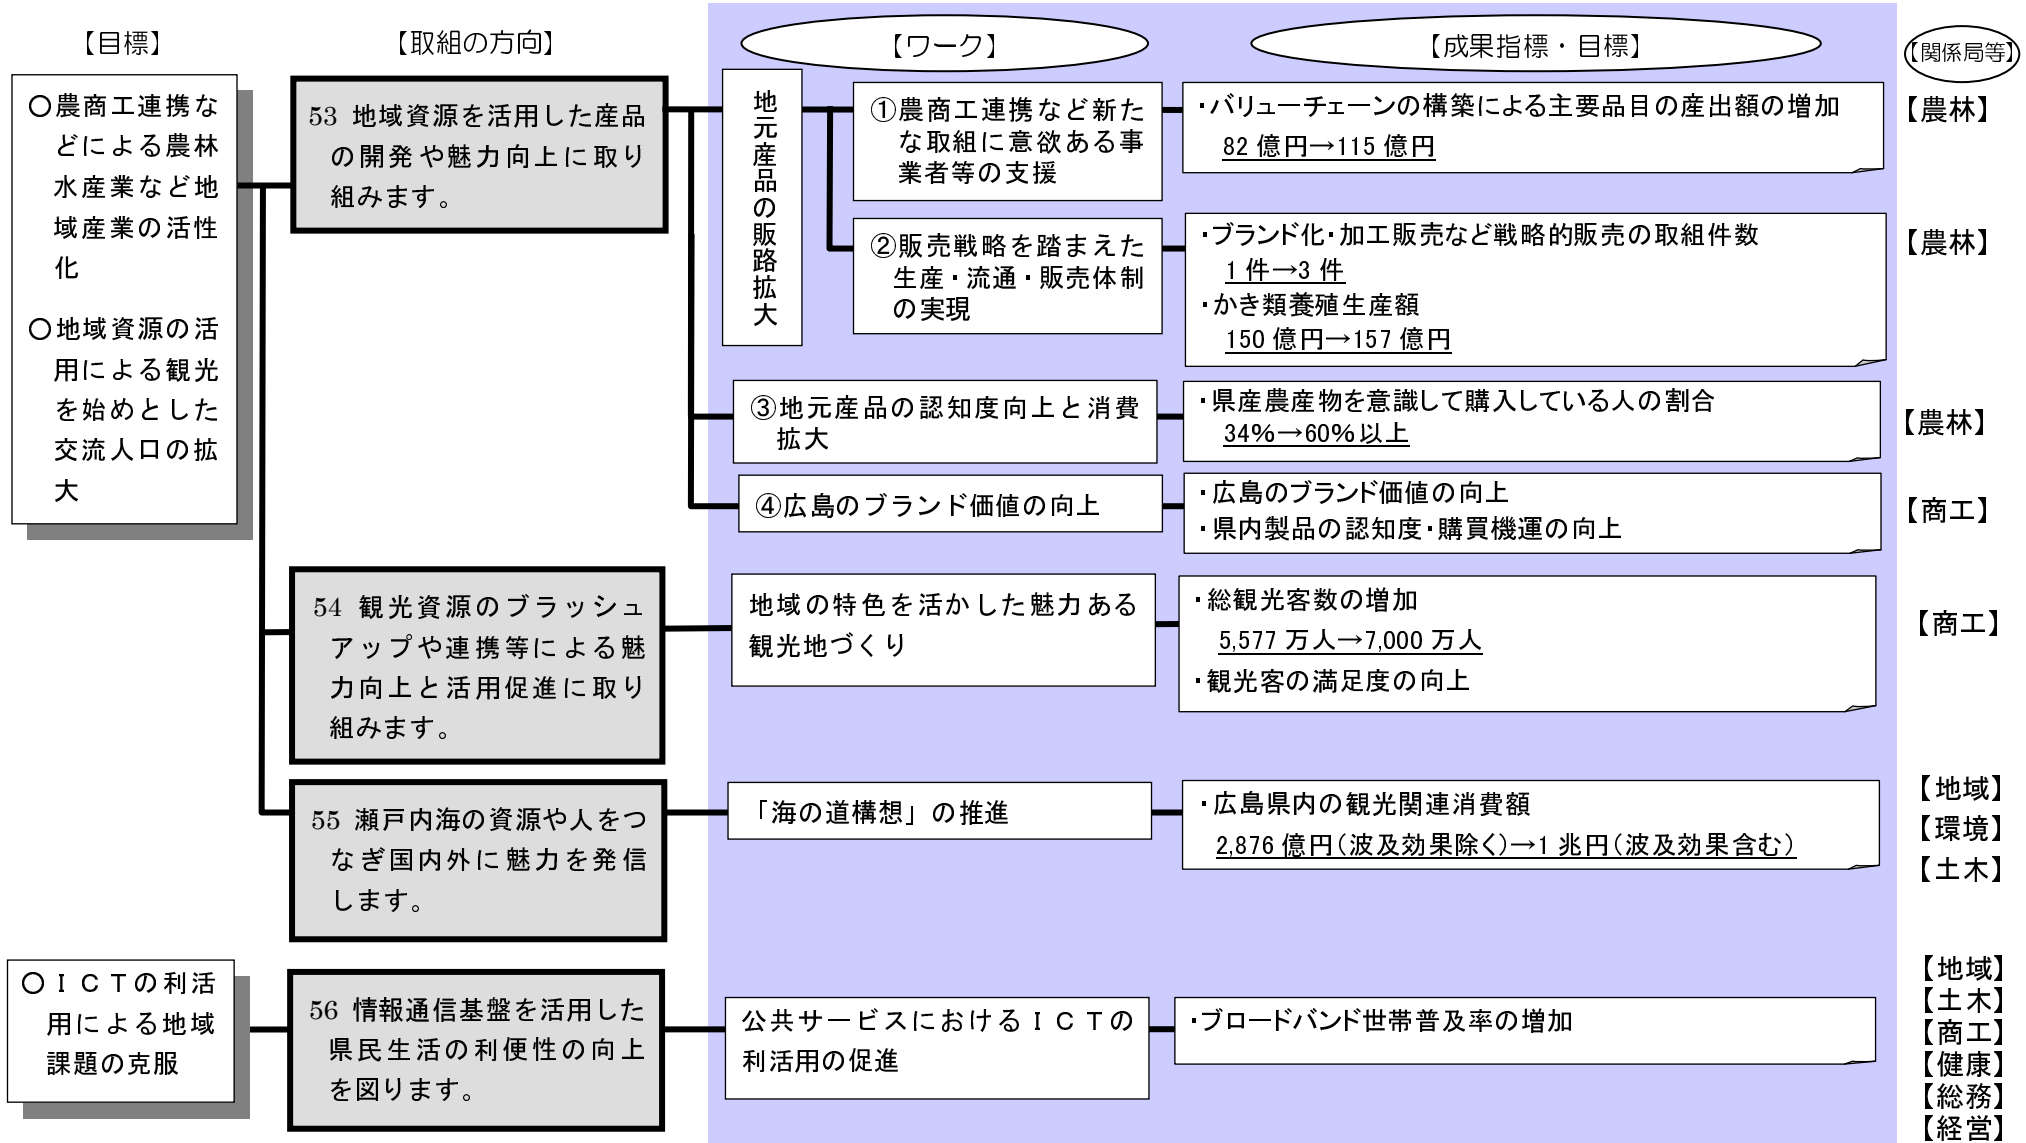 【目標】
【取組の方向】
【ワーク】
【成果指標・目標】
【関係局等】
○農商工連携な
どによる農林
水産業など地
域産業の活性
化
○地域資源の活
用による観光
を始めとした
交流人口の拡
大
53 地域資源を活用した産品
の開発や魅力向上に取り
組みます。
地元産品の販路拡大
①農商工連携など新た
な取組に意欲ある事
業者等の支援
・バリューチェーンの構築による主要品目の産出額の増加
82 億円→115 億円
【農林】
②販売戦略を踏まえた
生産・流通・販売体制
の実現
・ブランド化・加工販売など戦略的販売の取組件数
1 件→3 件
・かき類養殖生産額
150 億円→157 億円
【農林】
③地元産品の認知度向上と消費
拡大
・県産農産物を意識して購入している人の割合
34%→60%以上
【農林】
④広島のブランド価値の向上
・広島のブランド価値の向上
・県内製品の認知度・購買機運の向上
【商工】
54 観光資源のブラッシュ
アップや連携等による魅
力向上と活用促進に取り
組みます。
地域の特色を活かした魅力ある
観光地づくり
・総観光客数の増加
5,577 万人→7,000 万人
・観光客の満足度の向上
【商工】
55 瀬戸内海の資源や人をつ
なぎ国内外に魅力を発信
します。
「海の道構想」の推進
・広島県内の観光関連消費額
2,876 億円(波及効果除く)→1 兆円(波及効果含む)
【地域】
【環境】
【土木】
○ＩＣＴの利活
用による地域
課題の克服
56 情報通信基盤を活用した
県民生活の利便性の向上
を図ります。
公共サービスにおけるＩＣＴの
利活用の促進
・ブロードバンド世帯普及率の増加
【地域】
【土木】
【商工】
【健康】
【総務】
【経営】